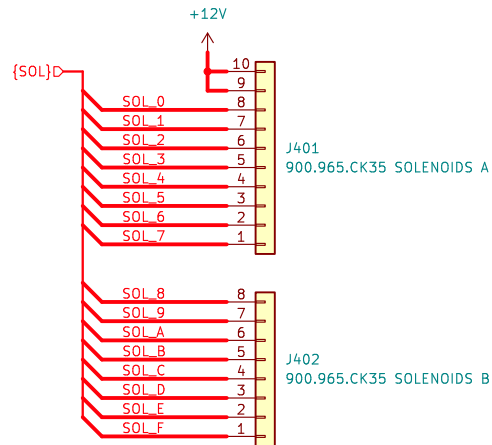 +12V
{SOL}
10
9
SOL_0 8
SOL_1 7
SOL_2 6
SOL_3 5
SOL_4 4
SOL_5 3
SOL_6 2
SOL_7 1
J401
900.965.CK35 SOLENOIDS A
SOL_8 8
SOL_9 7
SOL_A 6
SOL_B 5
SOL_C 4
SOL_D 3
SOL_E 2
SOL_F 1
J402
900.965.CK35 SOLENOIDS B